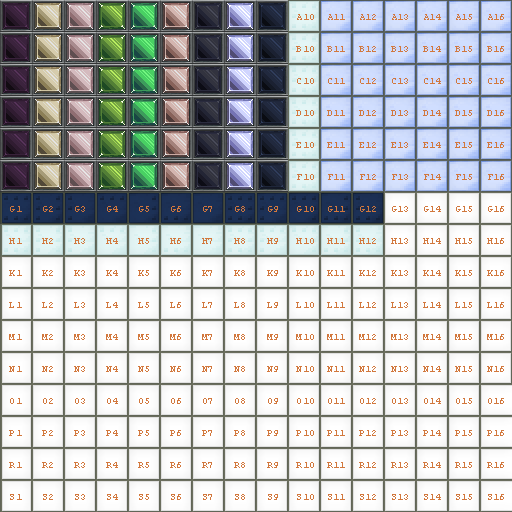 A10 A11 A12 A13 A14 A15 A16
B10 B11 B12 B13 B14 B15 B16
C10 C11 C12 C13 C14 C15 C16
D10 D11 D12 D13 D14 D15 D16
E10 E11 E12 E13 E14 E15 E16
F10 F11 F12 F13 F14 F15 F16
G1 G2 G3 G4 G5 G6 G7 G8 G9 G10 G11 G12 G13 G14 G15 G16
H1 H2 H3 H4 H5 H6 H7 H8 H9 H10 H11 H12 H13 H14 H15 H16
K1 K2 K3 K4 K5 K6 K7 K8 K9 K10 K11 K12 K13 K14 K15 K16
L1 L2 L3 L4 L5 L6 L7 L8 L9 L10 L11 L12 L13 L14 L15 L16
M1 M2 M3 M4 M5 M6 M7 M8 M9 M10 M11 M12 M13 M14 M15 M16
N1 N2 N3 N4 N5 N6 N7 N8 N9 N10 N11 N12 N13 N14 N15 N16
O1 O2 O3 O4 O5 O6 O7 O8 O9 O10 O11 O12 O13 O14 O15 O16
P1 P2 P3 P4 P5 P6 P7 P8 P9 P10 P11 P12 P13 P14 P15 P16
R1 R2 R3 R4 R5 R6 R7 R8 R9 R10 R11 R12 R13 R14 R15 R16
S1 S2 S3 S4 S5 S6 S7 S8 S9 S10 S11 S12 S13 S14 S15 S16